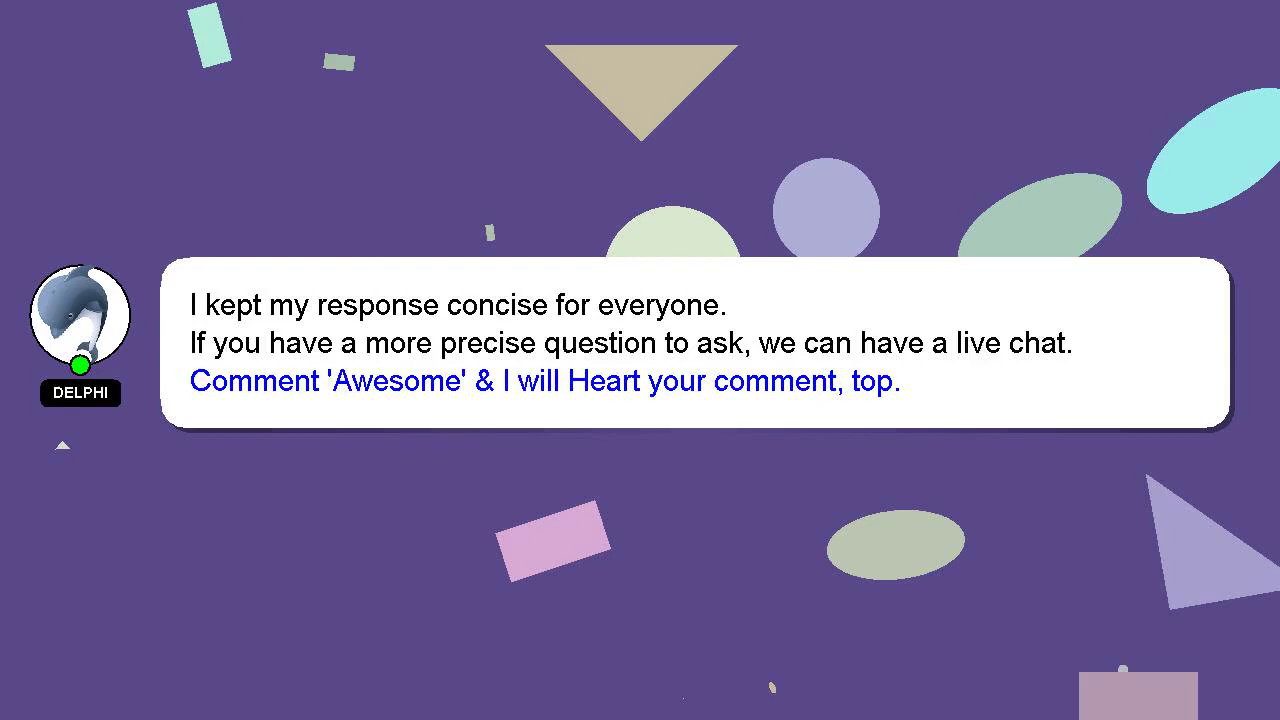 I kept my response concise for everyone.
If you have a more precise question to ask, we can have a live chat.
Comment 'Awesome' & I will Heart your comment, top.
DELPHI